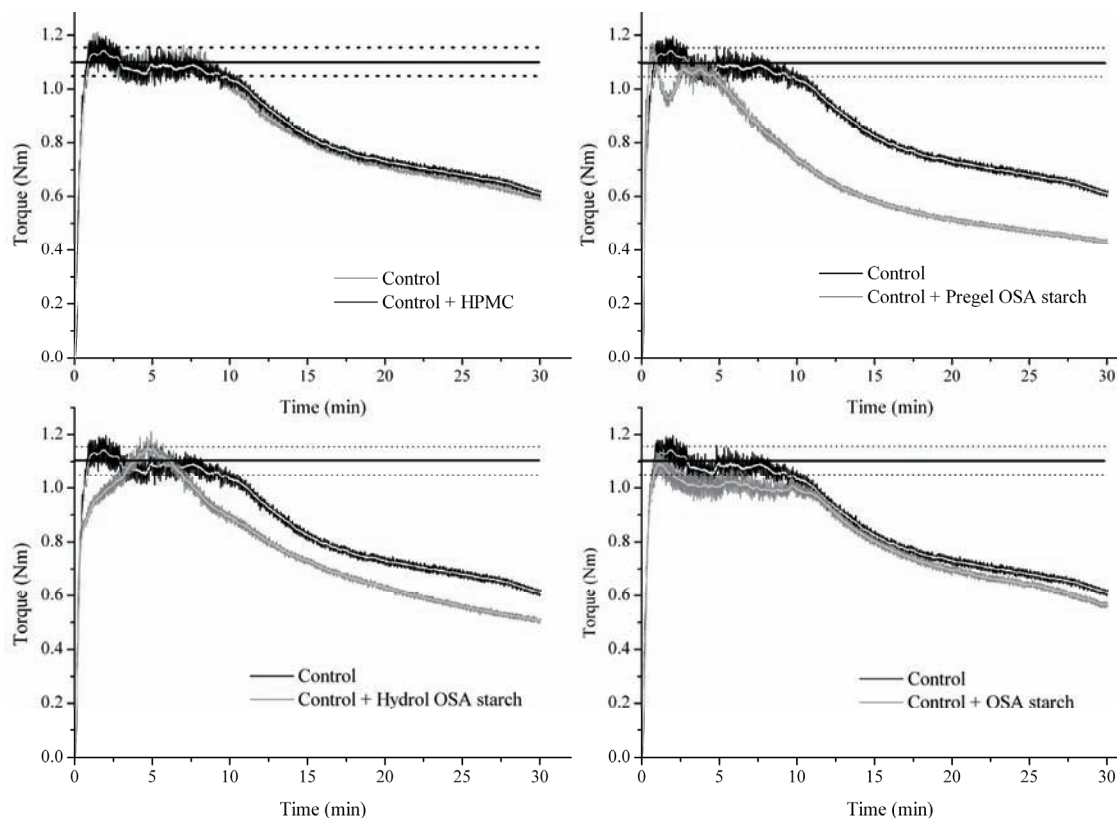 1.2
1.0
0.8
0.6
0.4
0.2
0.0
Torque (Nm)
Control
Control + HPMC
0 5 10 15 20 25 30
Time (min)
1.2
1.0
0.8
0.6
0.4
0.2
0.0
Torque (Nm)
Control
Control + Pregel OSA starch
0 5 10 15 20 25 30
Time (min)
1.2
1.0
0.8
0.6
0.4
0.2
0.0
Torque (Nm)
Control
Control + Hydrol OSA starch
0 5 10 15 20 25 30
Time (min)
1.2
1.0
0.8
0.6
0.4
0.2
0.0
Torque (Nm)
Control
Control + OSA starch
0 5 10 15 20 25 30
Time (min)